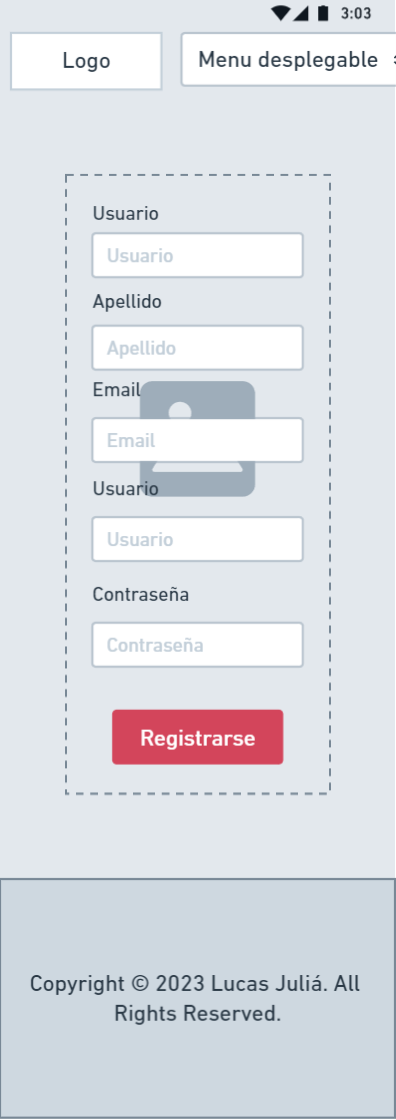 3:03
Logo
Menu desplegable
Usuario
Usuario
Apellido
Apellido
Email
Email
Usuario
Usuario
Contraseña
Contraseña
Registrarse
Copyright © 2023 Lucas Juliá. All
Rights Reserved.